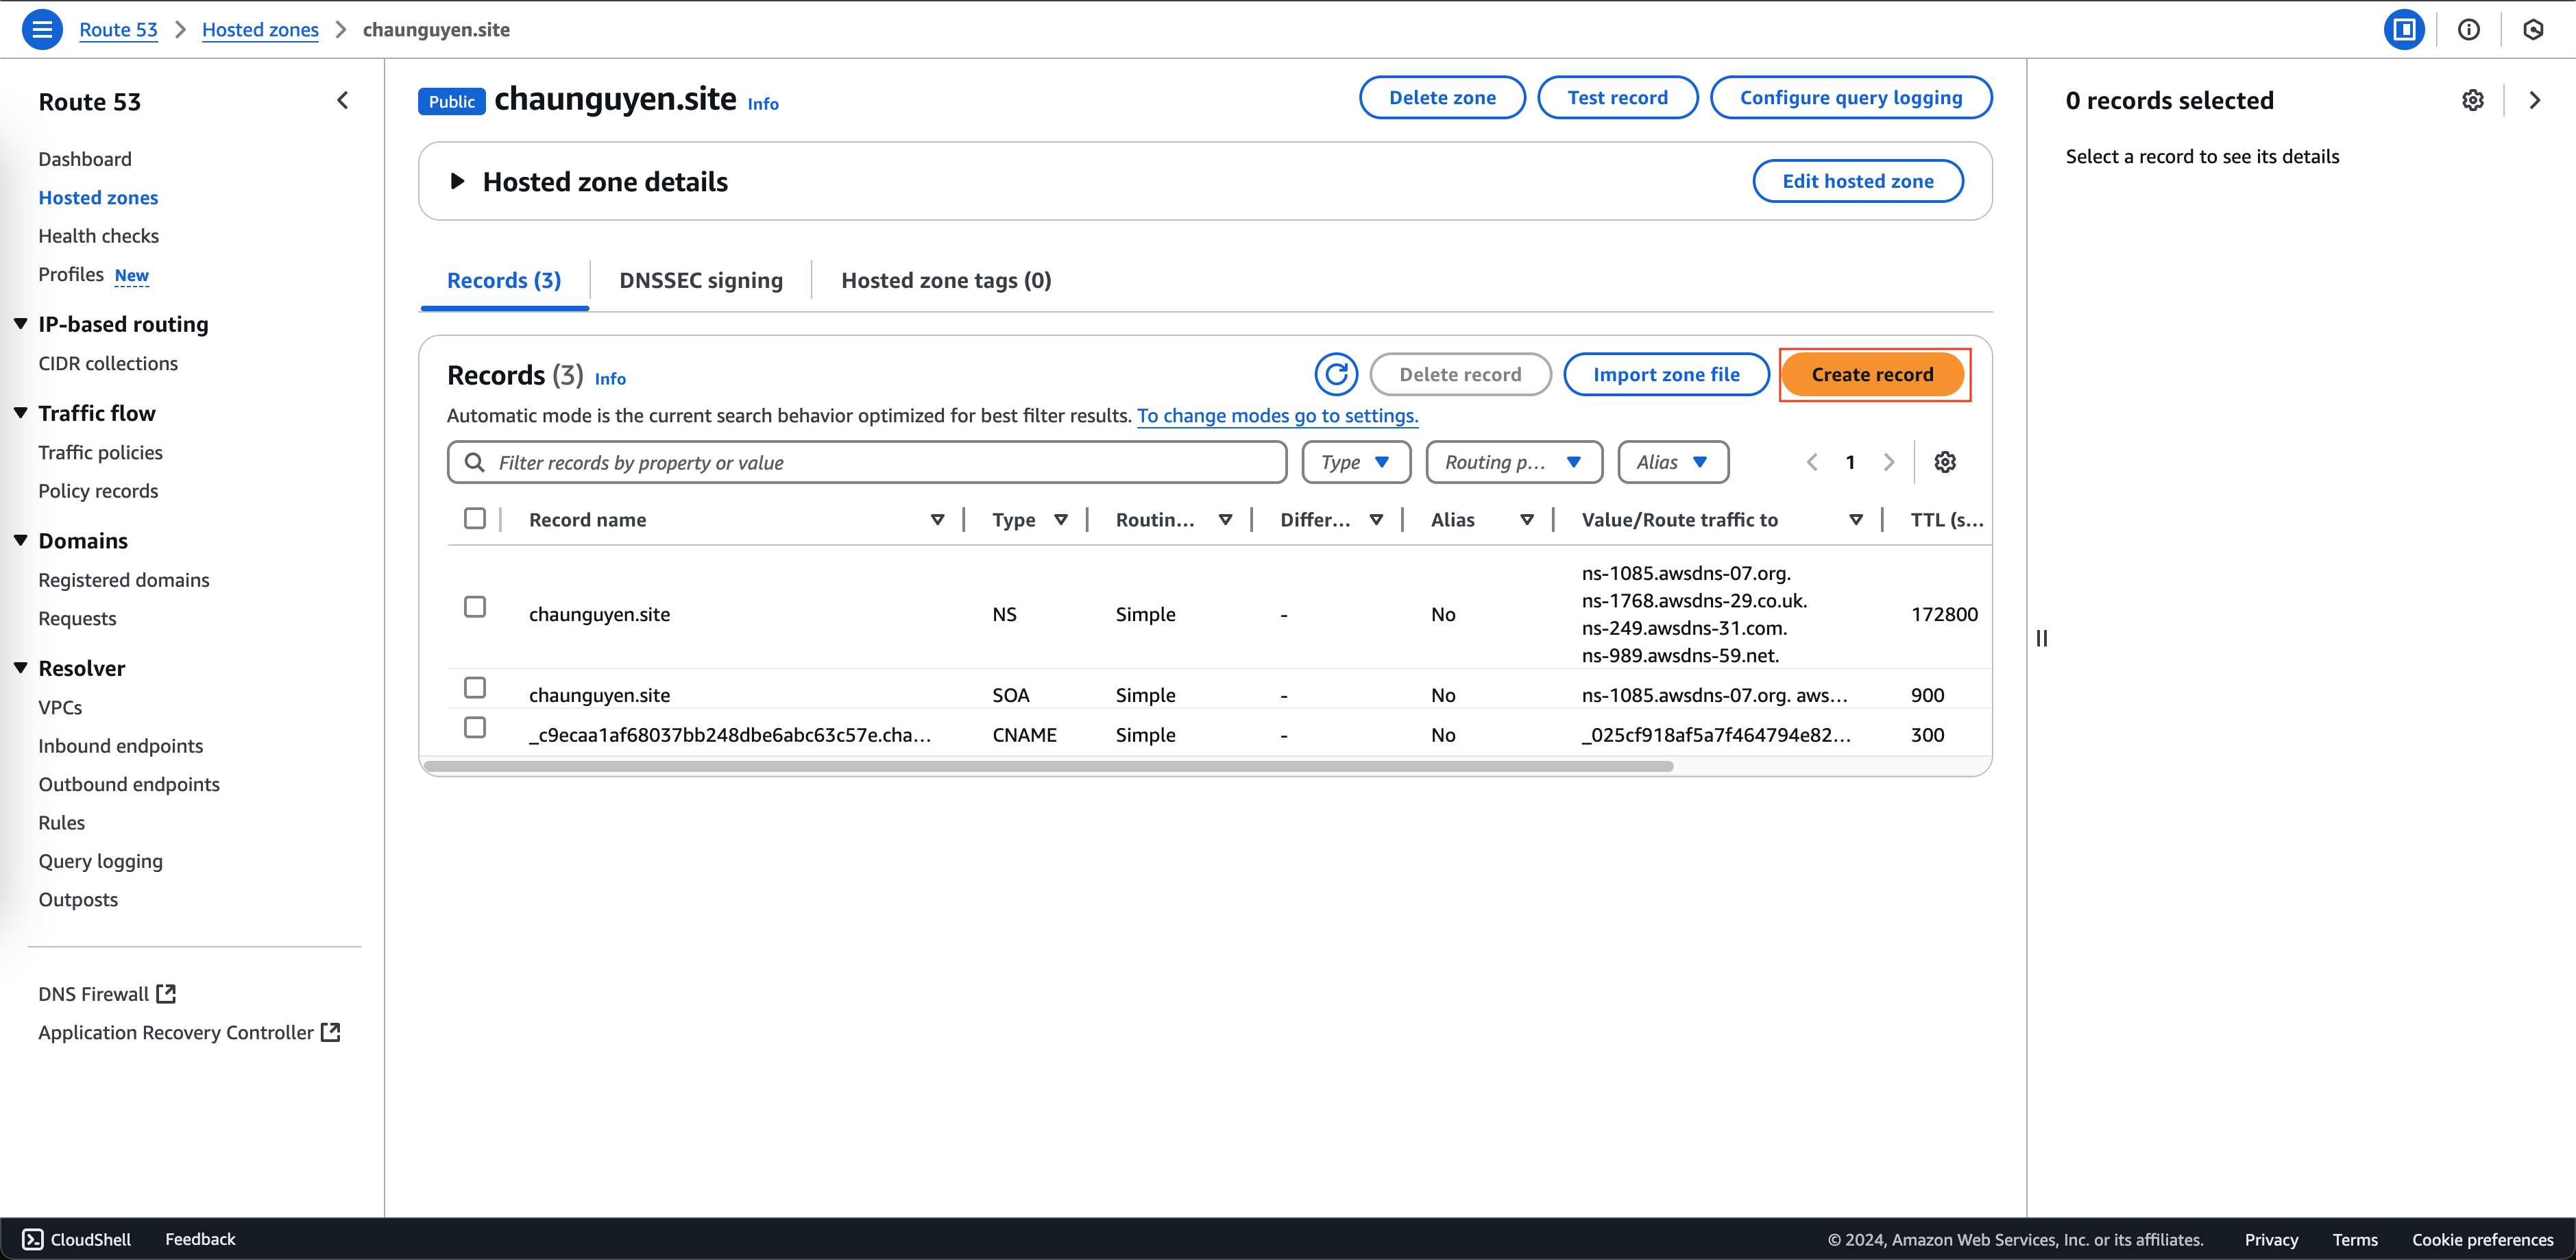 Route 53 > Hosted zones > chaunguyen.site
Route 53
Dashboard
Hosted zones
Health checks
Profiles New
IP-based routing
CIDR collections
Traffic flow
Traffic policies
Policy records
Domains
Registered domains
Requests
Resolver
VPCs
Inbound endpoints
Outbound endpoints
Rules
Query logging
Outposts
DNS Firewall
Application Recovery Controller
Public chaunguyen.site Info
Delete zone Test record Configure query logging
Hosted zone details Edit hosted zone
Records (3) DNSSEC signing Hosted zone tags (0)
Records (3) Info Delete record Import zone file Create record
Automatic mode is the current search behavior optimized for best filter results. To change modes go to settings.
Filter records by property or value Type Routing p... Alias 1
Record name Type Routin... Differ... Alias Value/Route traffic to TTL (s...
ns-1085.awsdns-07.org.
ns-1768.awsdns-29.co.uk.
chaunguyen.site NS Simple - No 172800
ns-249.awsdns-31.com.
ns-989.awsdns-59.net.
chaunguyen.site SOA Simple - No ns-1085.awsdns-07.org. aws... 900
_c9ecaa1af68037bb248dbe6abc63c57e.cha... CNAME Simple - No _025cf918af5a7f464794e82... 300
0 records selected
Select a record to see its details
CloudShell Feedback © 2024, Amazon Web Services, Inc. or its affiliates. Privacy Terms Cookie preferences